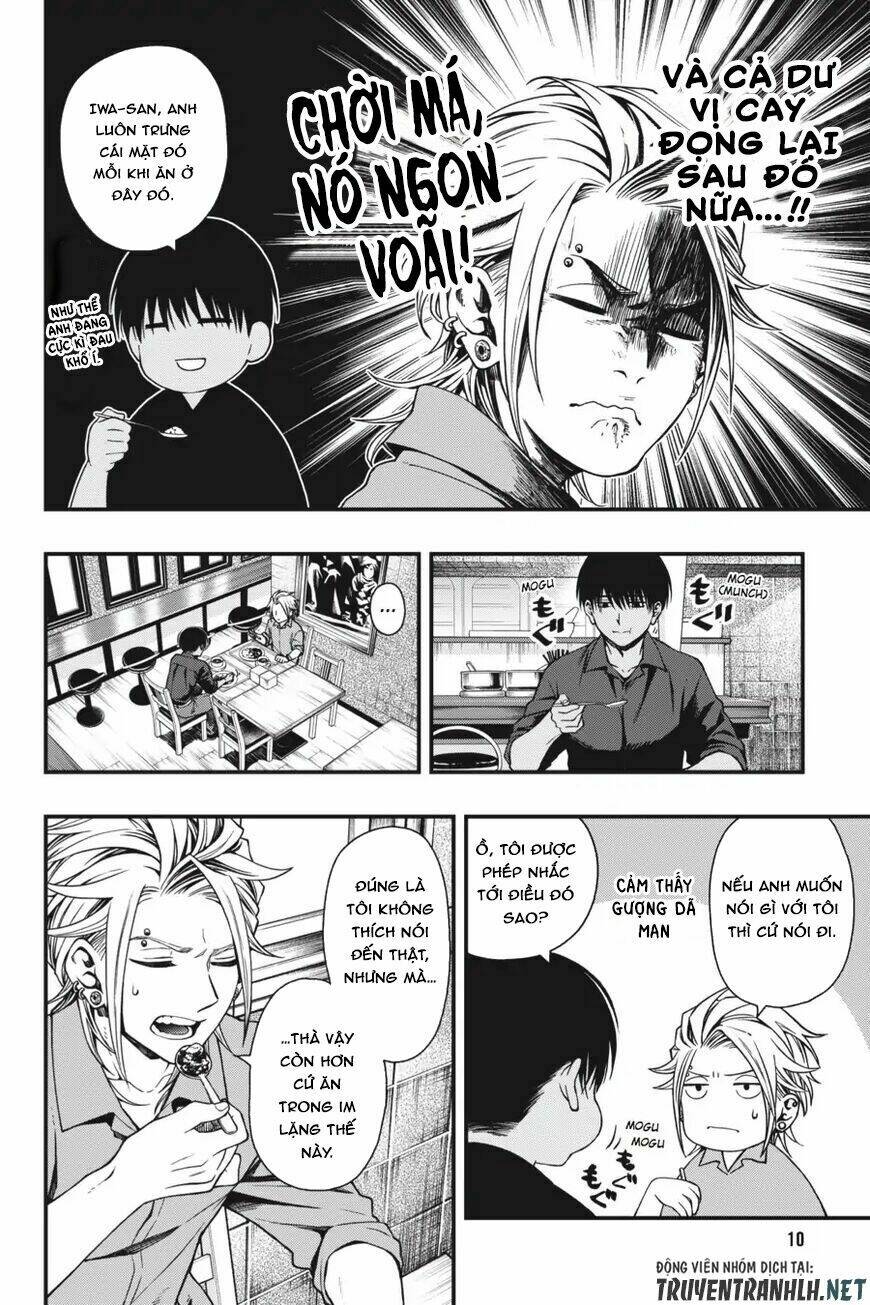 VÀ CẢ DƯ
VỊ CAY
ĐỌNG LẠI
SAU ĐÓ
NỮA...!!
CHỜI MÁ,
NÓ NGON
VOÃI!
IWA-SAN, ANH
LUÔN TRƯNG
CÁI MẶT ĐÓ
MỖI KHI ĂN Ở
ĐÂY ĐÓ.
NHƯ THỂ
ANH ĐANG
CỰC KÌ ĐAU
KHỔ Í.
MOGU
(MUNCH)
もぐ
MOGU
もぐ
...
NẾU ANH MUỐN
NÓI GÌ VỚI TÔI
THÌ CỨ NÓI ĐI.
CẢM THẤY
GƯỢNG DÃ
MAN
Ồ, TÔI ĐƯỢC
PHÉP NHẮC
TỚI ĐIỀU ĐÓ
SAO?
MOGU
MOGU
もぐ
もぐ
ĐÚNG LÀ
TÔI KHÔNG
THÍCH NÓI
ĐẾN THẬT,
NHƯNG MÀ...
...THÀ VẬY
CÒN HƠN
CỨ ĂN
TRONG IM
LẶNG THẾ
NÀY.
10
ĐỘNG VIÊN NHÓM DỊCH TẠI:
TRUYENTRANHLH.NET